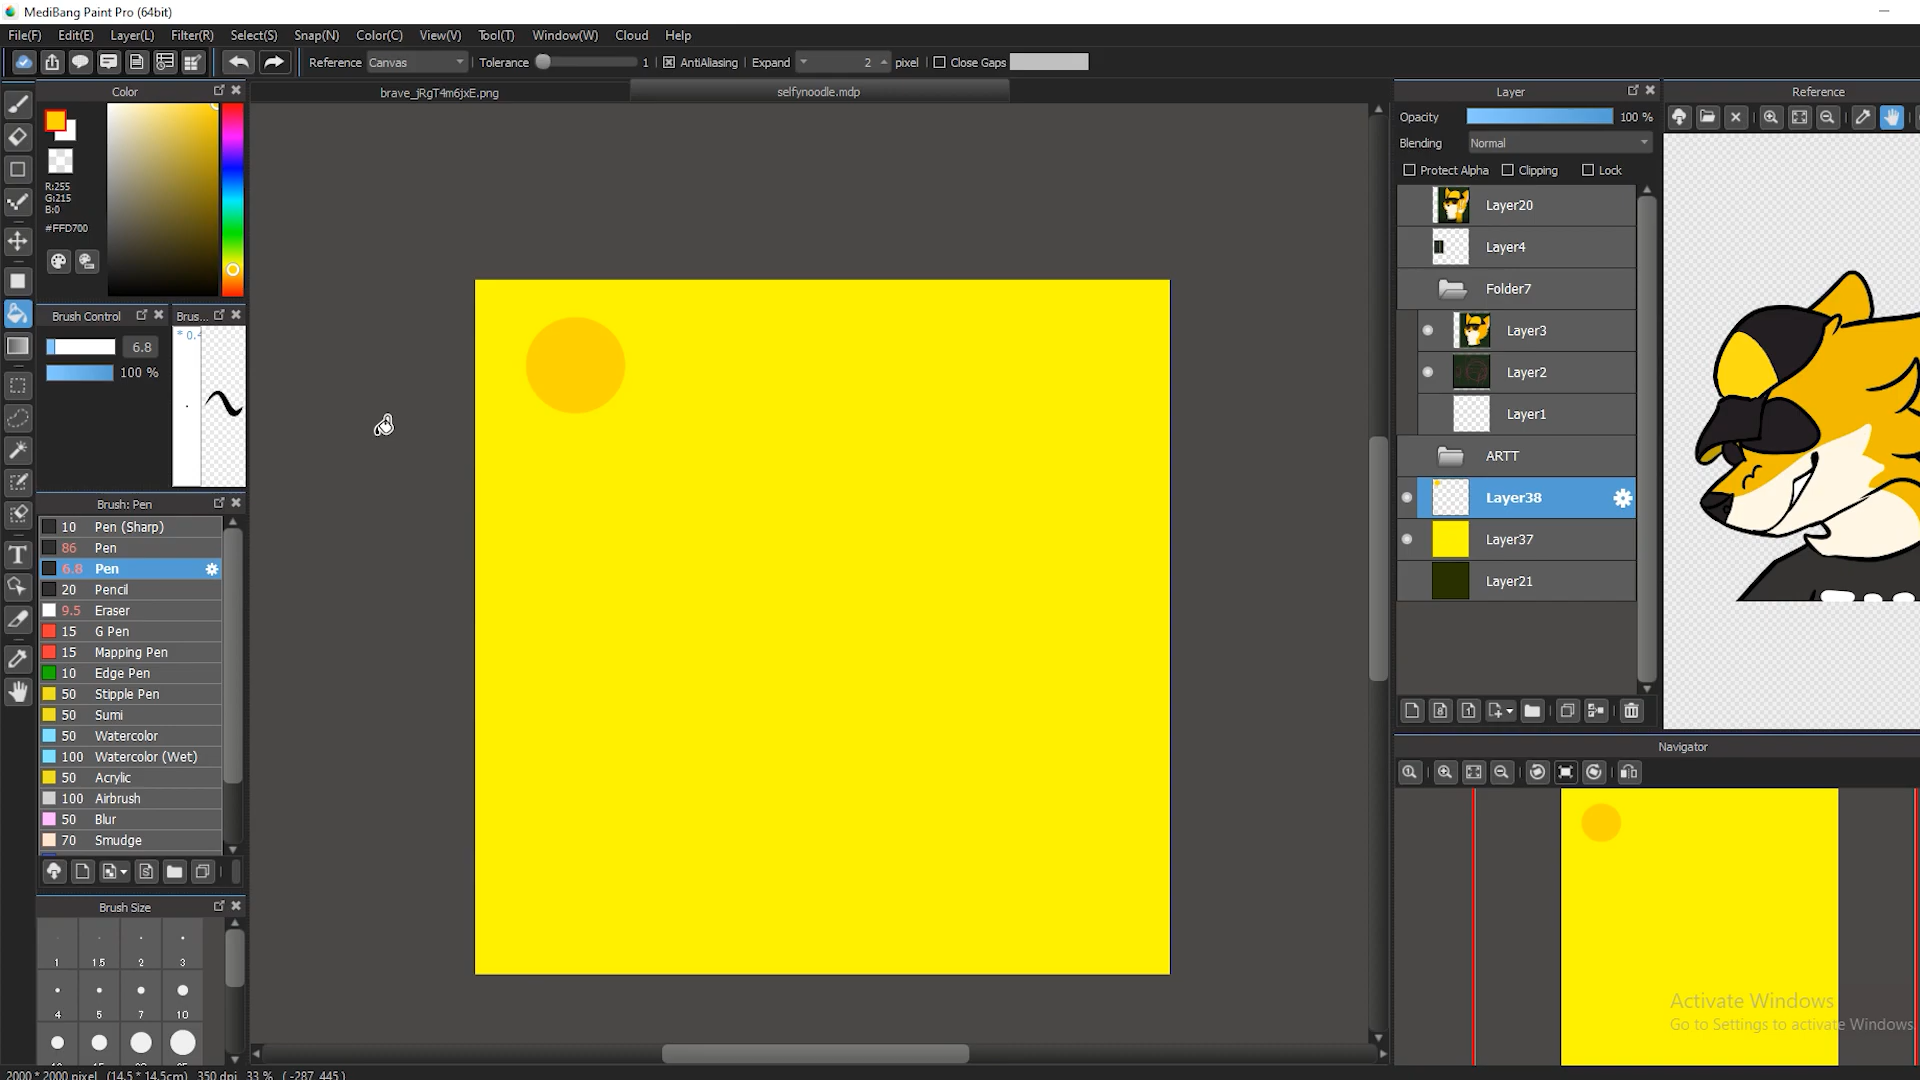 MediBang Paint Pro (64bit)
File(F) Edit(E) Layer(L) Filter(R) Select(S) Snap(N) Color(C) View(V) Tool(T) Window(W) Cloud Help
Reference Canvas Tolerance 1 AntiAliasing Expand 2 pixel Close Gaps
Color
brave_jRgT4m6jxE.png
selfynoodle.mdp
R:255
G:215
B:0
#FFD700
Brush Control
Brus...
6.8
100 %
Brush: Pen
10 Pen (Sharp)
86 Pen
6.8 Pen
20 Pencil
9.5 Eraser
15 G Pen
15 Mapping Pen
10 Edge Pen
50 Stipple Pen
50 Sumi
50 Watercolor
100 Watercolor (Wet)
50 Acrylic
100 Airbrush
50 Blur
70 Smudge
Brush Size
1 1.5 2 3
4 5 7 10
2000 * 2000 pixel (14.5 * 14.5cm) 350 dpi 33 % ( -287, 445 )
Layer
Opacity 100 %
Blending Normal
Protect Alpha Clipping Lock
Layer20
Layer4
Folder7
Layer3
Layer2
Layer1
ARTT
Layer38
Layer37
Layer21
Reference
Navigator
Activate Windows
Go to Settings to activate Windows.